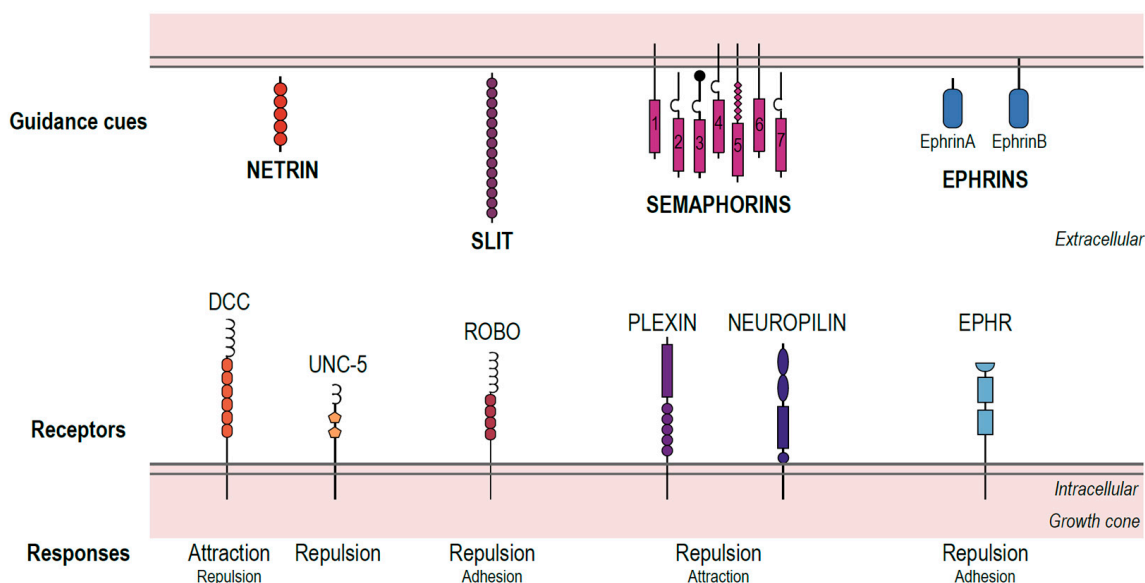 Guidance cues
NETRIN
SLIT
1
2
3
4
5
6
7
SEMAPHORINS
EphrinA
EphrinB
EPHRINS
Extracellular
Receptors
DCC
UNC-5
ROBO
PLEXIN
NEUROPILIN
EPHR
Intracellular
Growth cone
Responses
Attraction
Repulsion
Repulsion
Repulsion
Adhesion
Repulsion
Attraction
Repulsion
Adhesion